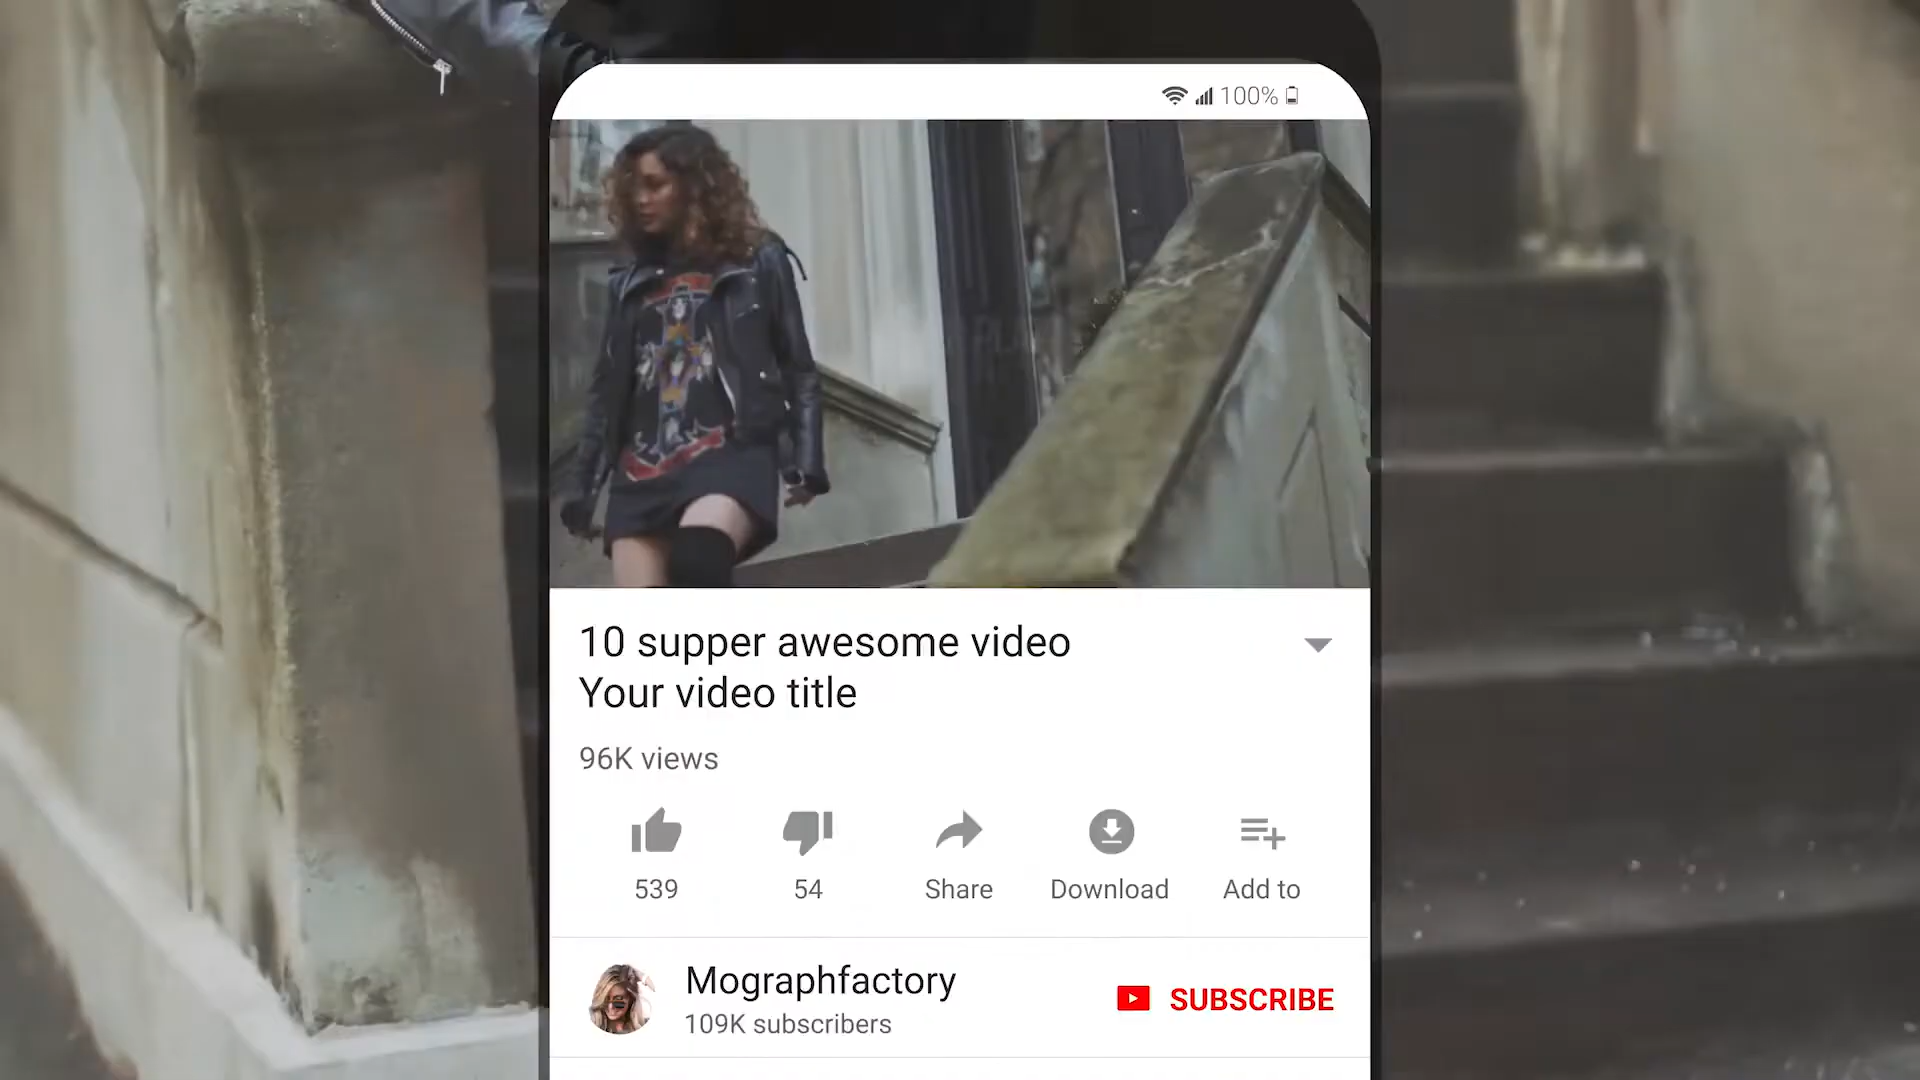 100%
10 supper awesome video
Your video title
96K views
539
54
Share
Download
Add to
Mographfactory
109K subscribers
SUBSCRIBE